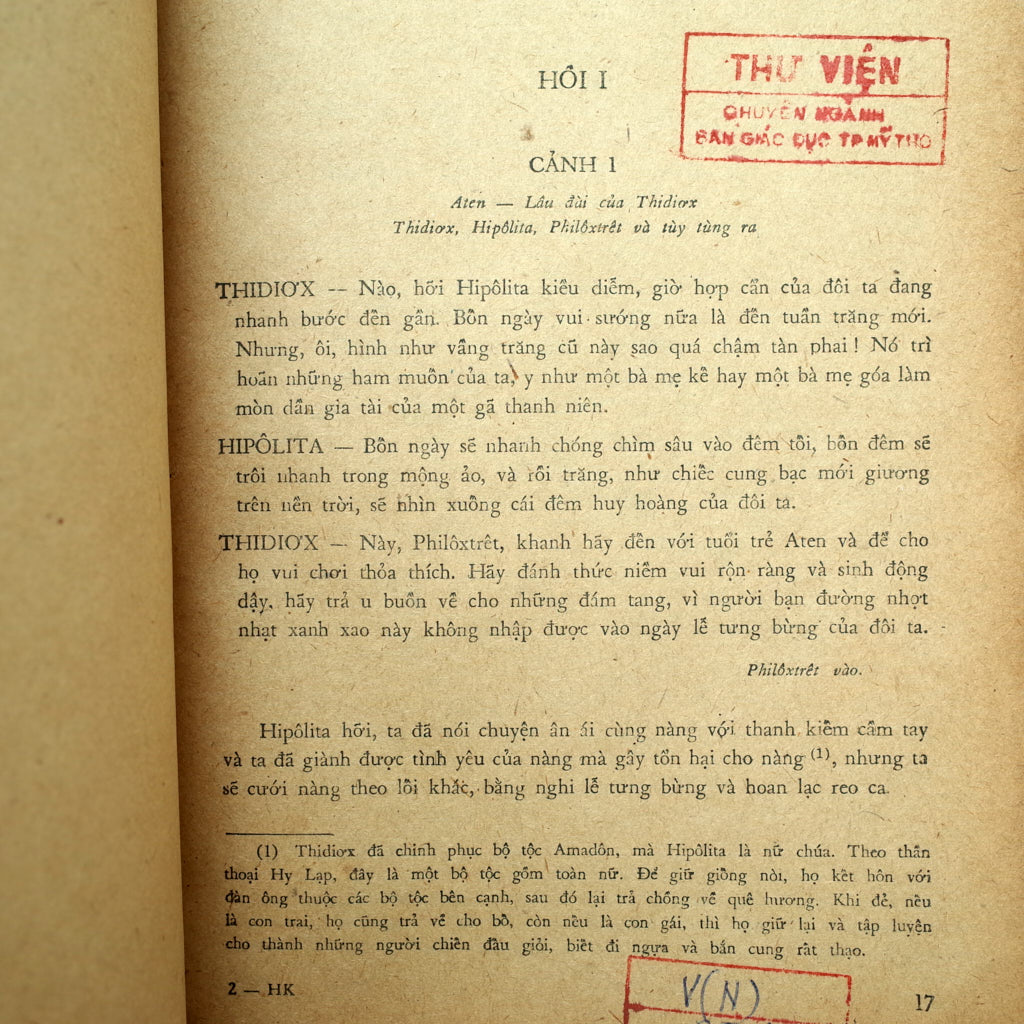 THƯ VIỆN
CHUYÊN NGÀNH
BAN GIÁO DỤC TP MỸ THO
HỒI I
CẢNH 1
Aten — Lâu đài của Thidiơx
Thidiơx, Hipôlita, Philôxtrêt và tùy tùng ra
THIDIƠX — Nào, hỡi Hipôlita kiều diễm, giờ hợp cẩn của đôi ta đang
nhanh bước đến gần. Bốn ngày vui sướng nữa là đến tuần trăng mới.
Nhưng, ôi, hình như vầng trăng cũ này sao quá chậm tàn phai ! Nó trì
hoãn những ham muốn của ta, y như một bà mẹ kế hay một bà mẹ góa làm
mòn dần gia tài của một gã thanh niên.
HIPÔLITA — Bốn ngày sẽ nhanh chóng chìm sâu vào đêm tối, bốn đêm sẽ
trôi nhanh trong mộng ảo, và rồi trăng, như chiếc cung bạc mới giương
trên nền trời, sẽ nhìn xuống cái đêm huy hoàng của đôi ta.
THIDIƠX — Này, Philôxtrêt, khanh hãy đến với tuổi trẻ Aten và để cho
họ vui chơi thỏa thích. Hãy đánh thức niềm vui rộn ràng và sinh động
dậy, hãy trả u buồn về cho những đám tang, vì người bạn đường nhợt
nhạt xanh xao này không nhập được vào ngày lễ tưng bừng của đôi ta.
Philôxtrêt vào.
Hipôlita hỡi, ta đã nói chuyện ân ái cùng nàng với thanh kiếm cầm tay
và ta đã giành được tình yêu của nàng mà gây tổn hại cho nàng (1), nhưng ta
sẽ cưới nàng theo lối khác, bằng nghi lễ tưng bừng và hoan lạc reo ca.
(1) Thidiơx đã chinh phục bộ tộc Amadôn, mà Hipôlita là nữ chúa. Theo thần
thoại Hy Lạp, đây là một bộ tộc gồm toàn nữ. Để giữ giống nòi, họ kết hôn với
đàn ông thuộc các bộ tộc bên cạnh, sau đó lại trả chồng về quê hương. Khi đẻ, nếu
là con trai, họ cũng trả về cho bố, còn nếu là con gái, thì họ giữ lại và tập luyện
cho thành những người chiến đấu giỏi, biết đi ngựa và bắn cung rất thạo.
2 — HK
V(N)
17